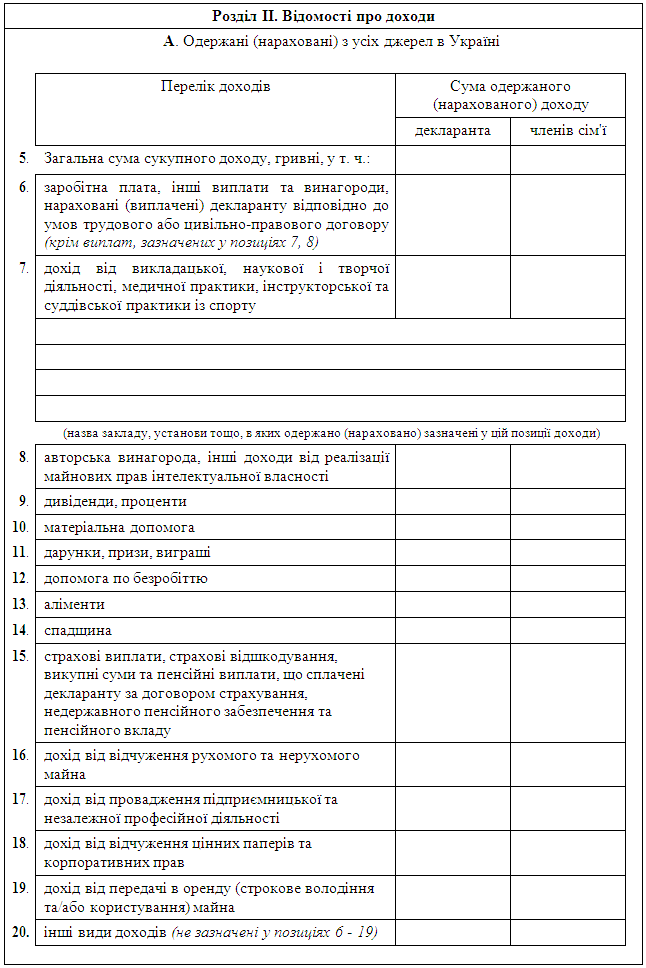 Розділ II. Відомості про доходи
А. Одержані (нараховані) з усіх джерел в Україні
Перелік доходів
Сума одержаного
(нарахованого) доходу
декларанта
членів сім'ї
5. Загальна сума сукупного доходу, гривні, у т. ч.:
6. заробітна плата, інші виплати та винагороди,
нараховані (виплачені) декларанту відповідно до
умов трудового або цивільно-правового договору
(крім виплат, зазначених у позиціях 7, 8)
7. дохід від викладацької, наукової і творчої
діяльності, медичної практики, інструкторської та
суддівської практики із спорту
(назва закладу, установи тощо, в яких одержано (нараховано) зазначені у цій позиції доходи)
8. авторська винагорода, інші доходи від реалізації
майнових прав інтелектуальної власності
9. дивіденди, проценти
10. матеріальна допомога
11. дарунки, призи, виграші
12. допомога по безробіттю
13. аліменти
14. спадщина
15. страхові виплати, страхові відшкодування,
викупні суми та пенсійні виплати, що сплачені
декларанту за договором страхування,
недержавного пенсійного забезпечення та
пенсійного вкладу
16. дохід від відчуження рухомого та нерухомого
майна
17. дохід від провадження підприємницької та
незалежної професійної діяльності
18. дохід від відчуження цінних паперів та
корпоративних прав
19. дохід від передачі в оренду (строкове володіння
та/або користування) майна
20. інші види доходів (не зазначені у позиціях 6 - 19)